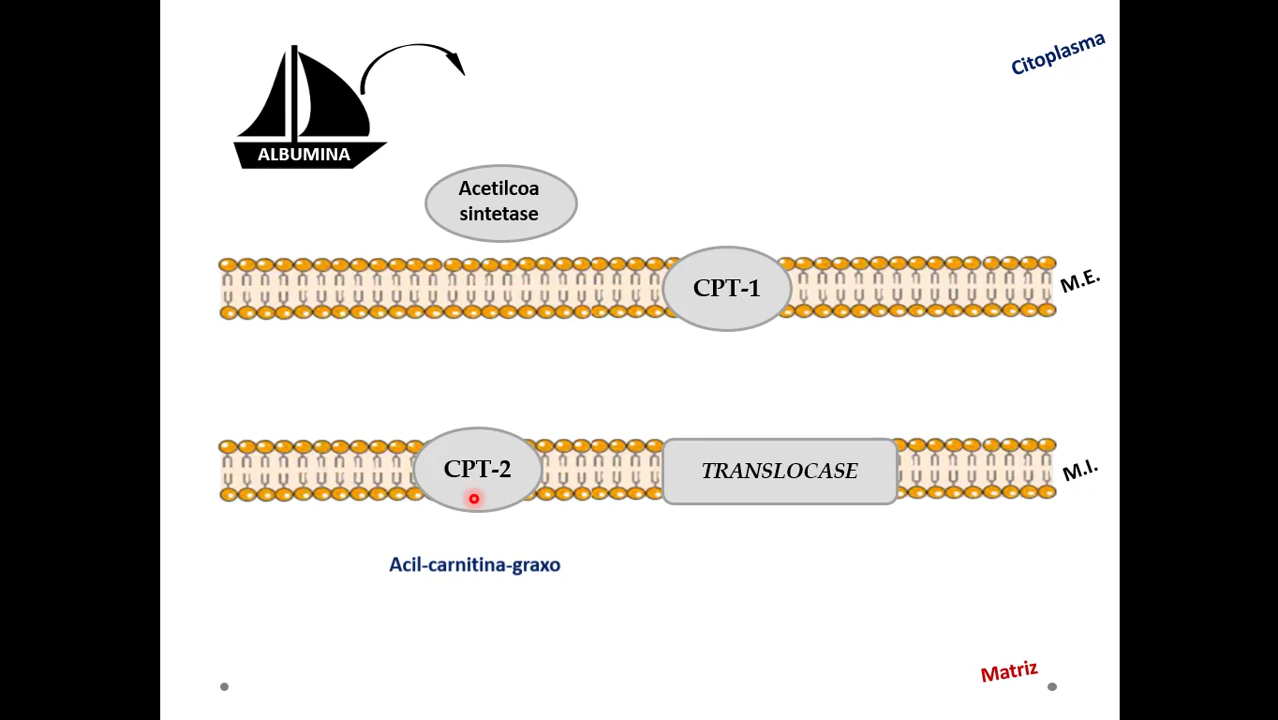 Citoplasma
ALBUMINA
Acetilcoa
sintetase
CPT-1
M.E.
CPT-2
TRANSLOCASE
M.I.
Acil-carnitina-graxo
Matriz